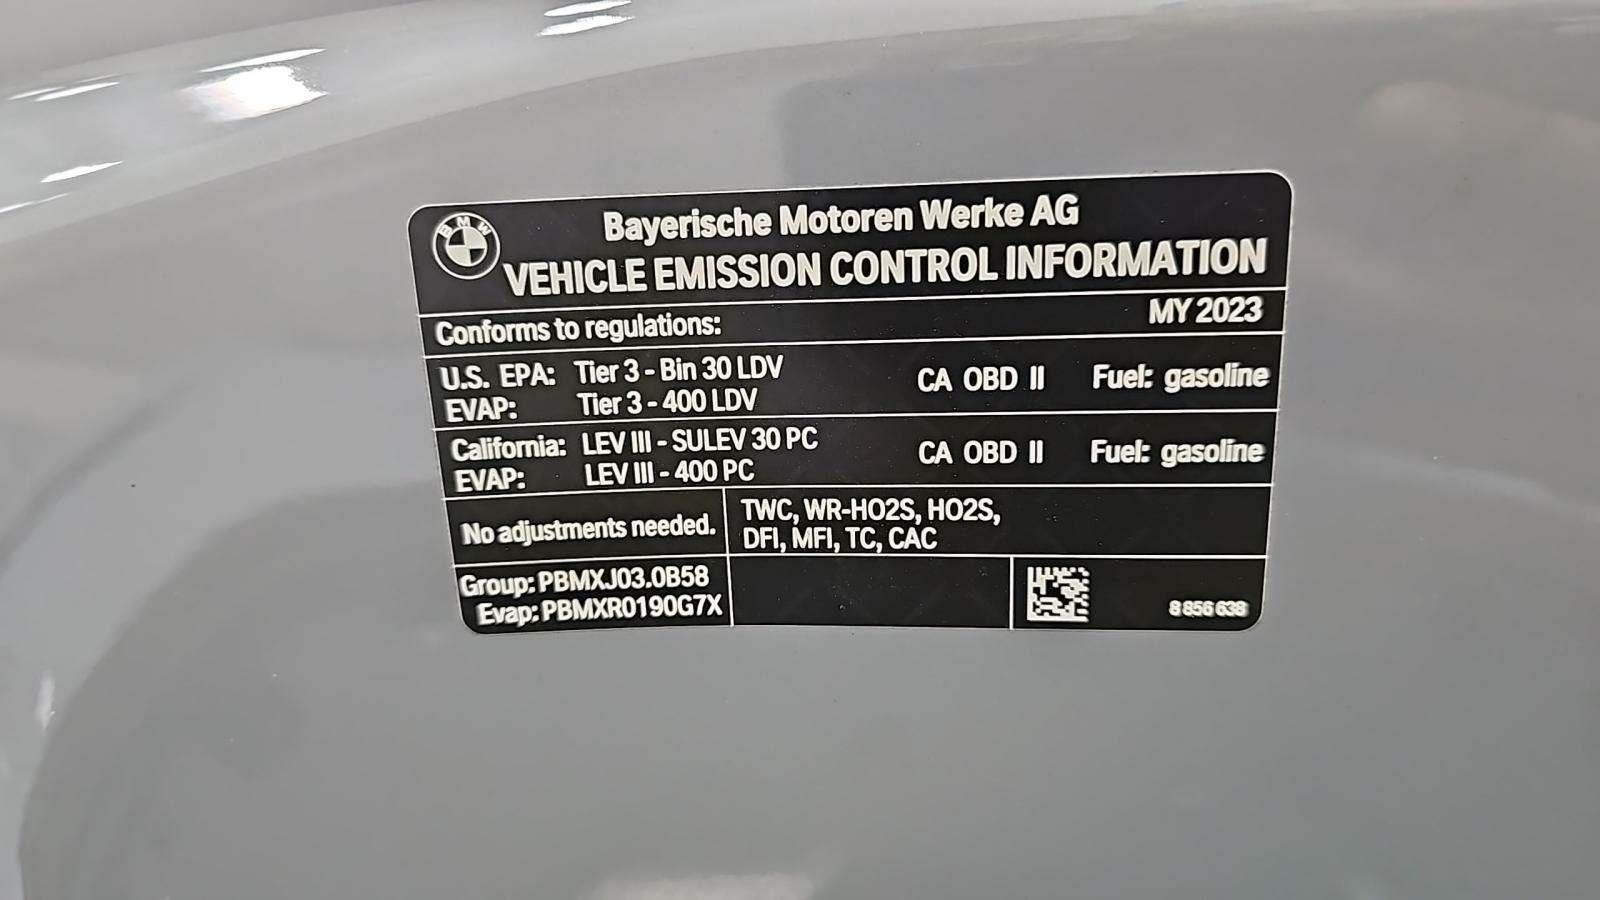 BMW
Bayerische Motoren Werke AG
VEHICLE EMISSION CONTROL INFORMATION
MY 2023
Conforms to regulations:
U.S. EPA: Tier 3 - Bin 30 LDV CA OBD II Fuel: gasoline
EVAP: Tier 3 - 400 LDV
California: LEV III - SULEV 30 PC CA OBD II Fuel: gasoline
EVAP: LEV III - 400 PC
No adjustments needed.
TWC, WR-HO2S, HO2S,
DFI, MFI, TC, CAC
Group: PBMXJ03.0B58
Evap: PBMXR0190G7X
8 856 638